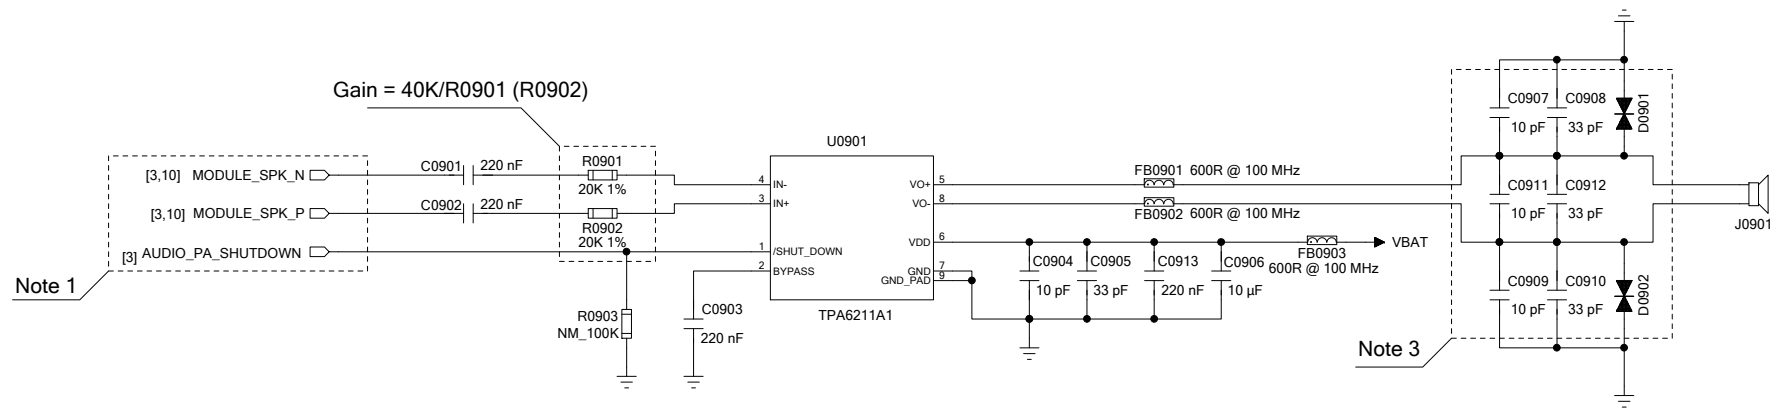 Gain = 40K/R0901 (R0902)
U0901
C0901 220 nF
R0901
20K 1%
[3,10] MODULE_SPK_N
C0902 220 nF
R0902
20K 1%
[3,10] MODULE_SPK_P
[3] AUDIO_PA_SHUTDOWN
Note 1
R0903
NM_100K
C0903
220 nF
4 IN-
3 IN+
1 /SHUT_DOWN
2 BYPASS
VO+ 5
VO- 8
VDD 6
GND 7
GND_PAD 9
TPA6211A1
FB0901 600R @ 100 MHz
FB0902 600R @ 100 MHz
VBAT
FB0903
600R @ 100 MHz
C0904
10 pF
C0905
33 pF
C0913
220 nF
C0906
10 µF
C0907
10 pF
C0908
33 pF
D0901
C0911
10 pF
C0912
33 pF
C0909
10 pF
C0910
33 pF
D0902
J0901
Note 3